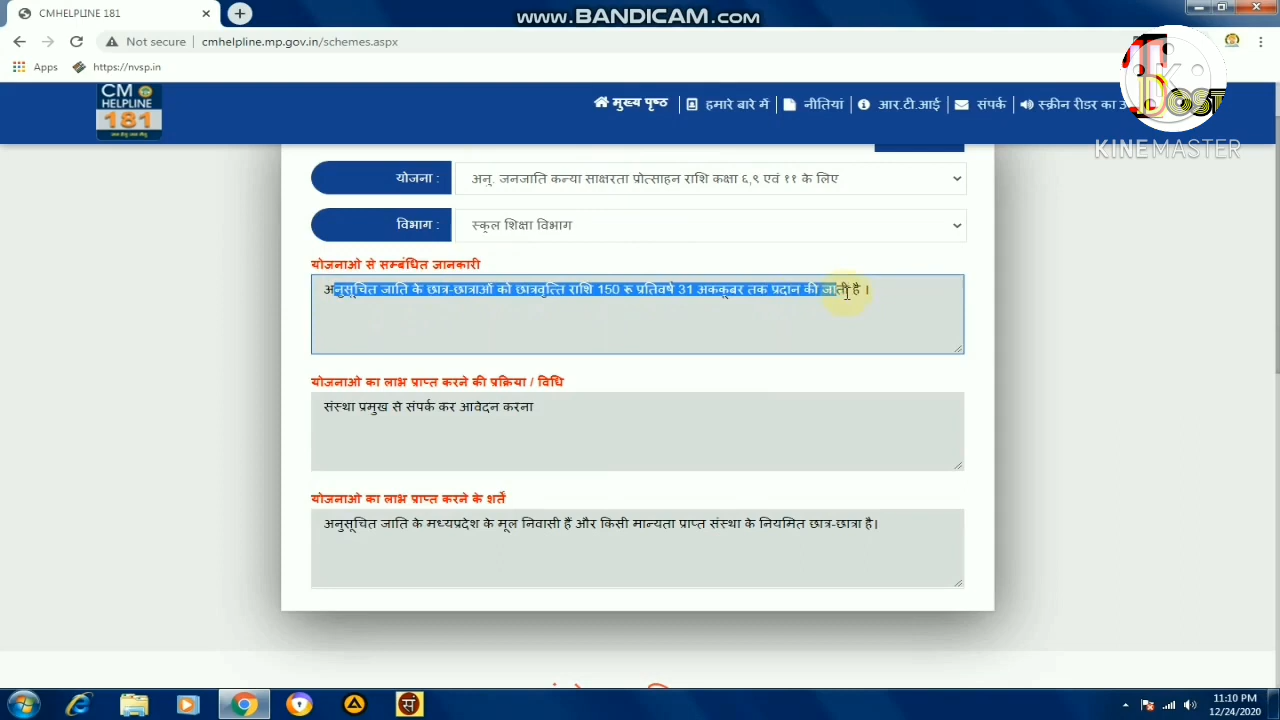 CMHELPLINE 181
www.BANDICAM.com
Not secure | cmhelpline.mp.gov.in/schemes.aspx
Apps https://nvsp.in
CM HELPLINE 181
मुख्य पृष्ठ | हमारे बारे में | नीतियां | आर.टी.आई | संपर्क | स्क्रीन रीडर का
DOST
KINEMASTER
योजना : अनु. जनजाति कन्या साक्षरता प्रोत्साहन राशि कक्षा ६,९ एवं ११ के लिए
विभाग : स्कूल शिक्षा विभाग
योजनाओ से सम्बंधित जानकारी
अनुसूचित जाति के छात्र-छात्राओं को छात्रवृत्ति राशि 150 रू प्रतिवर्ष 31 अककूबर तक प्रदान की जाती है ।
योजनाओ का लाभ प्राप्त करने की प्रक्रिया / विधि
संस्था प्रमुख से संपर्क कर आवेदन करना
योजनाओ का लाभ प्राप्त करने के शर्तें
अनुसूचित जाति के मध्यप्रदेश के मूल निवासी हैं और किसी मान्यता प्राप्त संस्था के नियमित छात्र-छात्रा है।
11:10 PM
12/24/2020